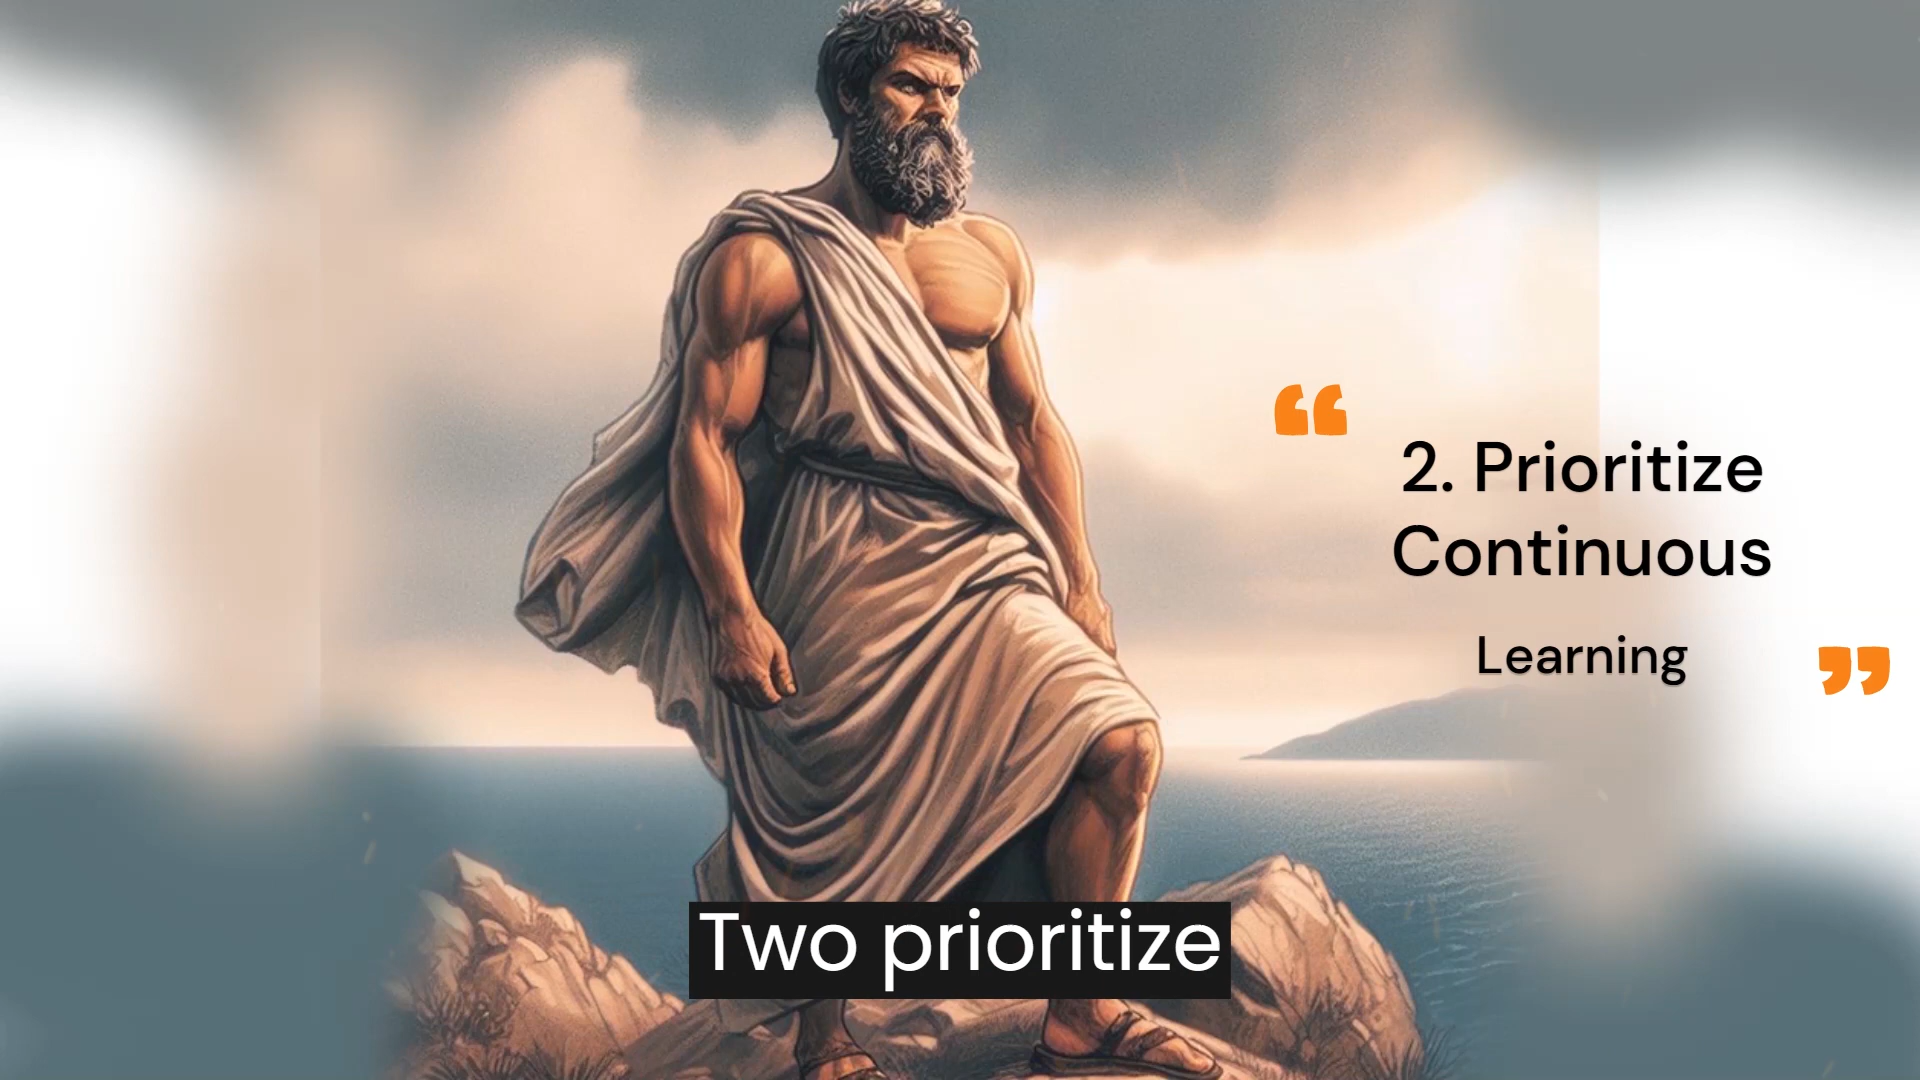 “
2. Prioritize
Continuous
Learning
”
Two prioritize